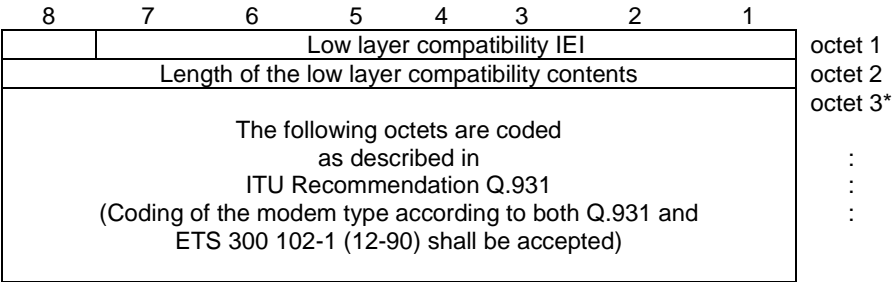 8 7 6 5 4 3 2 1
Low layer compatibility IEI octet 1
Length of the low layer compatibility contents octet 2
octet 3*
The following octets are coded
as described in :
ITU Recommendation Q.931 :
(Coding of the modem type according to both Q.931 and :
ETS 300 102-1 (12-90) shall be accepted)